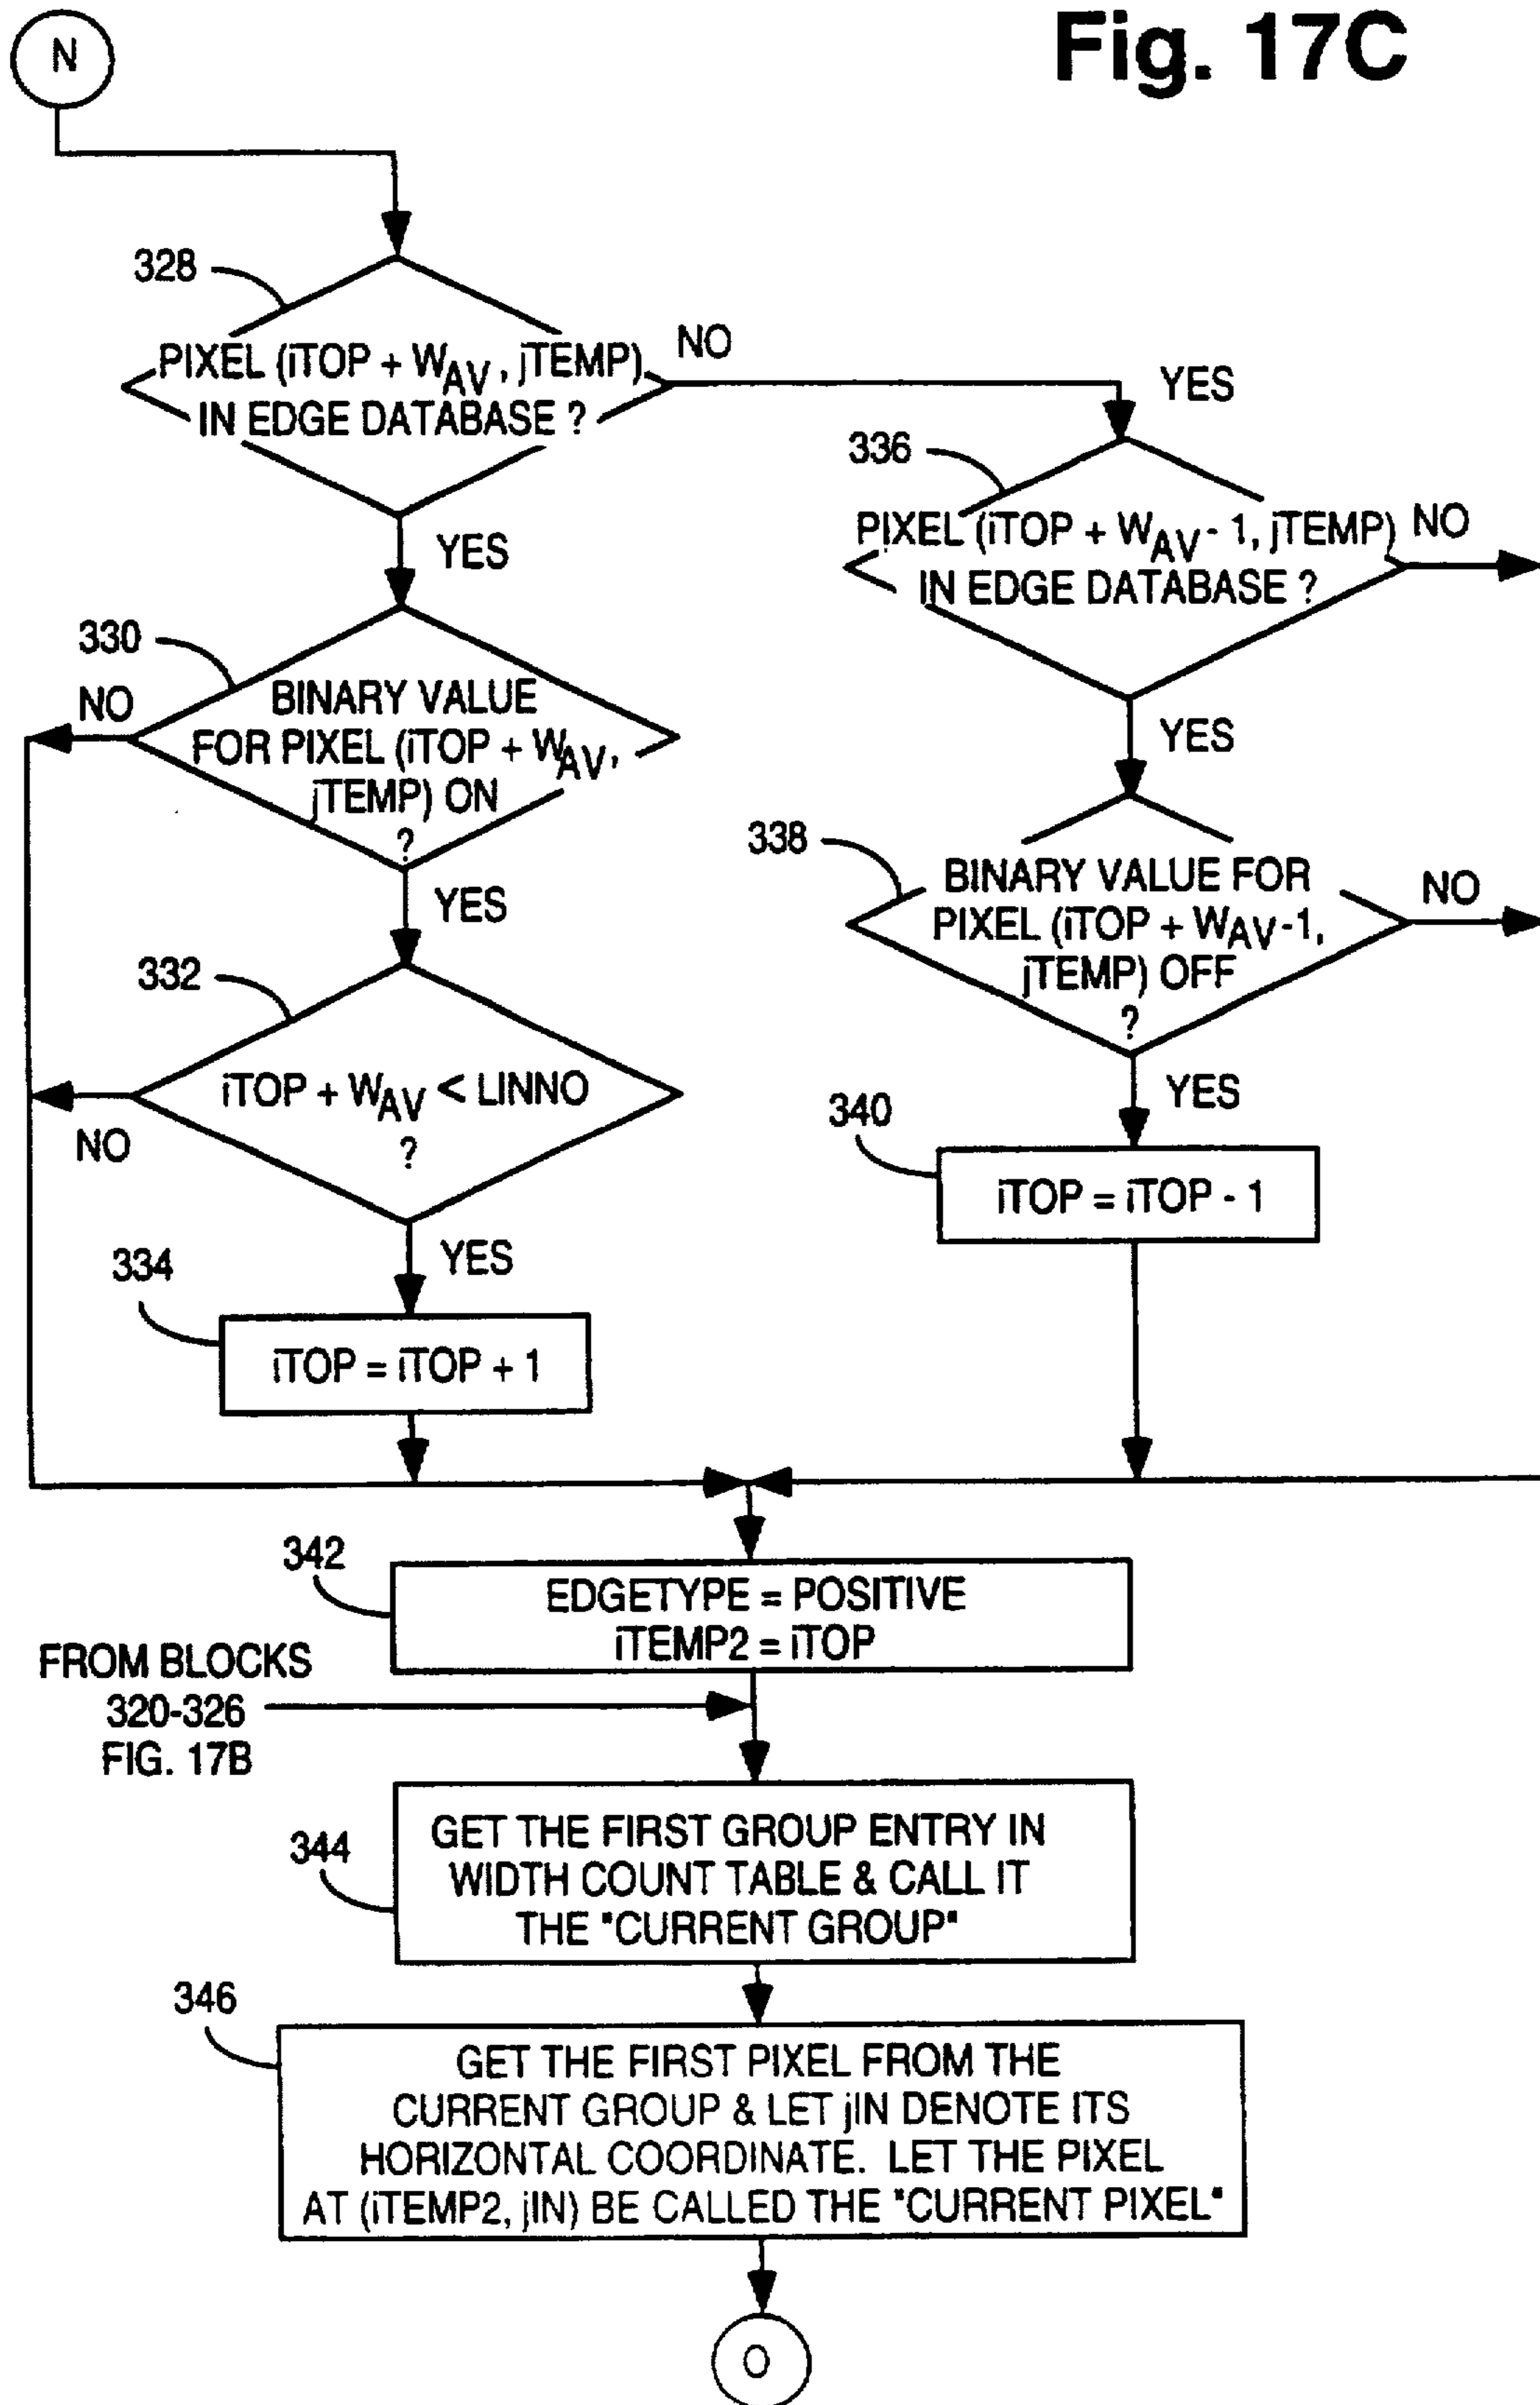 Fig. 17C
N
328
PIXEL (iTOP + WAV, jTEMP)
IN EDGE DATABASE ?
NO
YES
YES
336
PIXEL (iTOP + WAV - 1, jTEMP)
IN EDGE DATABASE ?
NO
YES
330
NO
BINARY VALUE
FOR PIXEL (iTOP + WAV,
jTEMP) ON
?
YES
338
BINARY VALUE FOR
PIXEL (iTOP + WAV-1,
jTEMP) OFF
?
NO
YES
332
iTOP + WAV < LINNO
?
NO
YES
340
iTOP = iTOP - 1
334
iTOP = iTOP + 1
342
EDGETYPE = POSITIVE
iTEMP2 = iTOP
FROM BLOCKS
320-326
FIG. 17B
344
GET THE FIRST GROUP ENTRY IN
WIDTH COUNT TABLE & CALL IT
THE "CURRENT GROUP"
346
GET THE FIRST PIXEL FROM THE
CURRENT GROUP & LET jIN DENOTE ITS
HORIZONTAL COORDINATE. LET THE PIXEL
AT (iTEMP2, jIN) BE CALLED THE "CURRENT PIXEL"
O